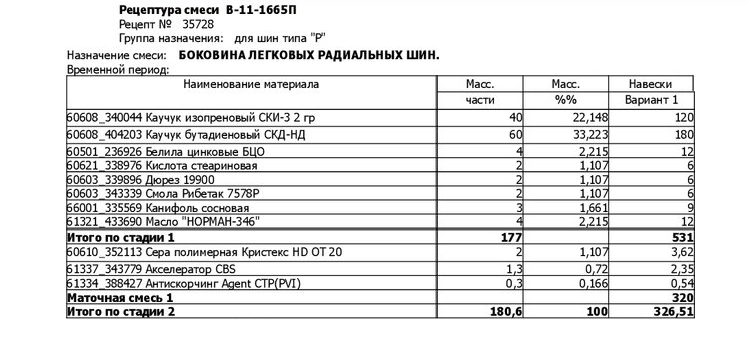 Рецептура смеси В-11-1665П
Рецепт № 35728
Группа назначения: для шин типа "Р"
Назначение смеси: БОКОВИНА ЛЕГКОВЫХ РАДИАЛЬНЫХ ШИН.
Временной период:
Наименование материала Масс. части Масс. %% Навески Вариант 1
60608_340044 Каучук изопреновый СКИ-3 2 гр 40 22,148 120
60608_404203 Каучук бутадиеновый СКД-НД 60 33,223 180
60501_236926 Белила цинковые БЦО 4 2,215 12
60621_338976 Кислота стеариновая 2 1,107 6
60603_339896 Дюрез 19900 2 1,107 6
60603_343339 Смола Рибетак 7578Р 2 1,107 6
66001_335569 Канифоль сосновая 3 1,661 9
61321_433690 Масло "НОРМАН-346" 4 2,215 12
Итого по стадии 1 177 531
60610_352113 Сера полимерная Кристекс HD OT 20 2 1,107 3,62
61337_343779 Акселератор CBS 1,3 0,72 2,35
61334_388427 Антискорчинг Agent CTP(PVI) 0,3 0,166 0,54
Маточная смесь 1 320
Итого по стадии 2 180,6 100 326,51